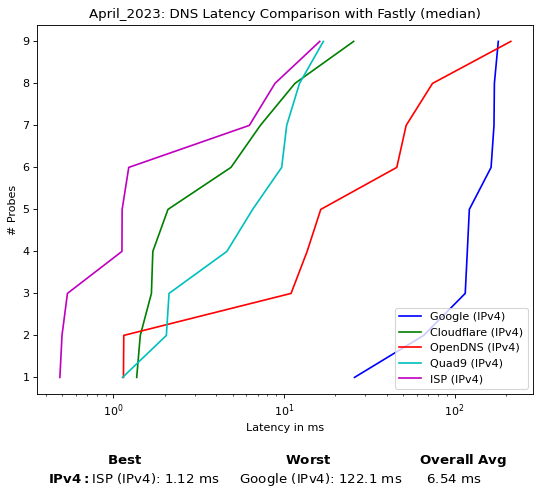 April_2023: DNS Latency Comparison with Fastly (median)
9
8
7
6
5
4
3
2
1
# Probes
Google (IPv4)
Cloudflare (IPv4)
OpenDNS (IPv4)
Quad9 (IPv4)
ISP (IPv4)
10⁰ 10¹ 10²
Latency in ms
Best Worst Overall Avg
IPv4: ISP (IPv4): 1.12 ms Google (IPv4): 122.1 ms 6.54 ms